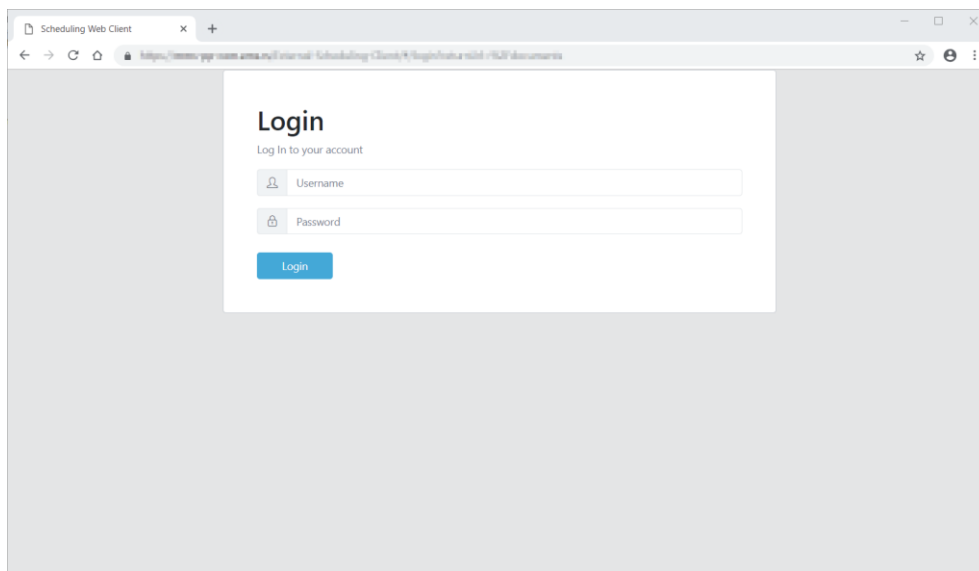 Scheduling Web Client
Login
Log In to your account
Username
Password
Login